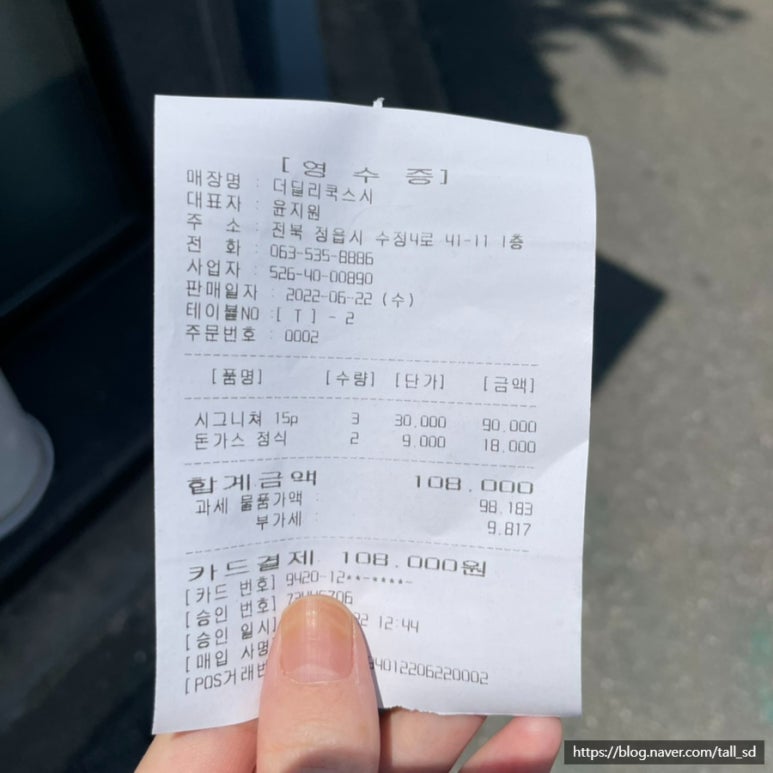 [영 수 증]
매장명 : 더딜리쿡스시
대표자 : 윤지원
주 소 : 전북 정읍시 수정4로 41-11 1층
전 화 : 063-535-8886
사업자 : 526-40-00890
판매일자 : 2022-06-22 (수)
테이블NO :[ T ] - 2
주문번호 : 0002
[품명] [수량] [단가] [금액]
시그니쳐 15p 3 30,000 90,000
돈가스 정식 2 9,000 18,000
합계금액 108,000
과세 물품가액 : 98,183
부가세 : 9,817
카드결제 108,000원
[카드 번호] 9420-12**-****-
[승인 번호]
[승인 일시] 12:44
[매입 사명
[POS거래번 94012206220002
https://blog.naver.com/tall_sd